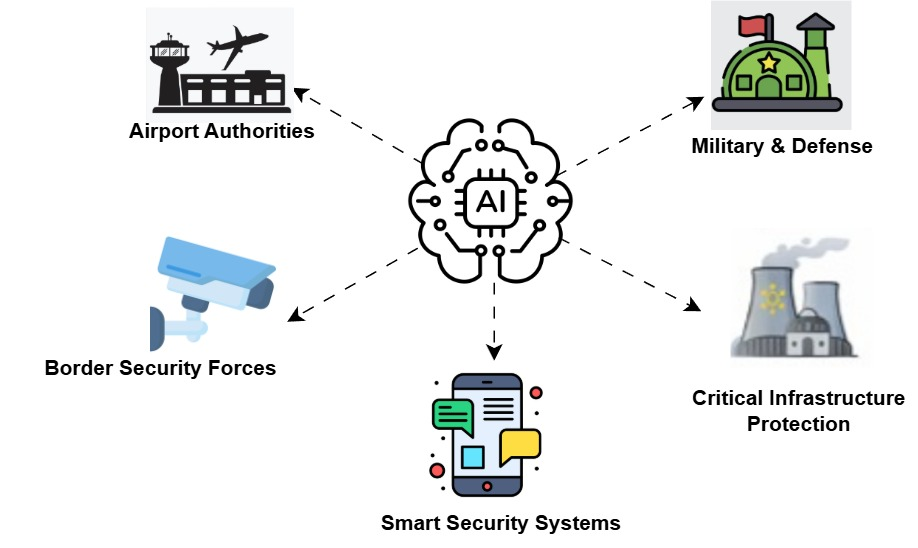 Airport Authorities
Military & Defense
AI
Border Security Forces
Critical Infrastructure
Protection
Smart Security Systems